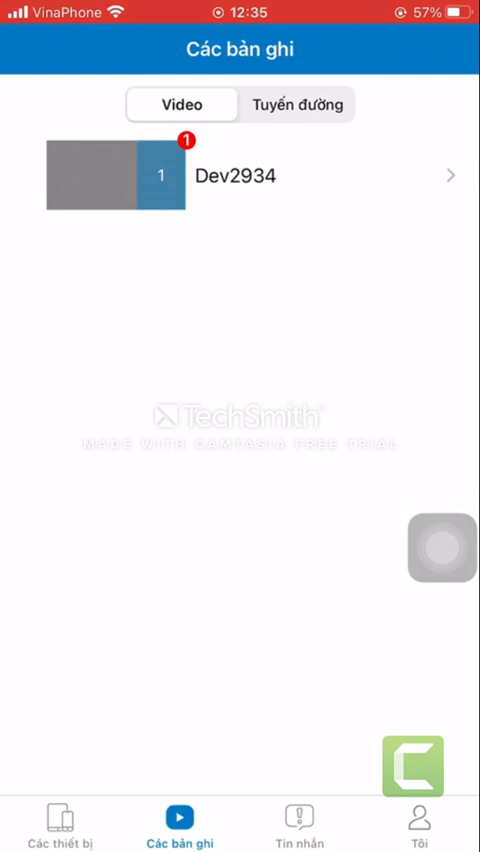 VinaPhone 12:35 57%
Các bản ghi
Video Tuyến đường
1
1 Dev2934
TechSmith
MADE WITH CAMTASIA FREE TRIAL
C
Các thiết bị Các bản ghi Tin nhắn Tôi